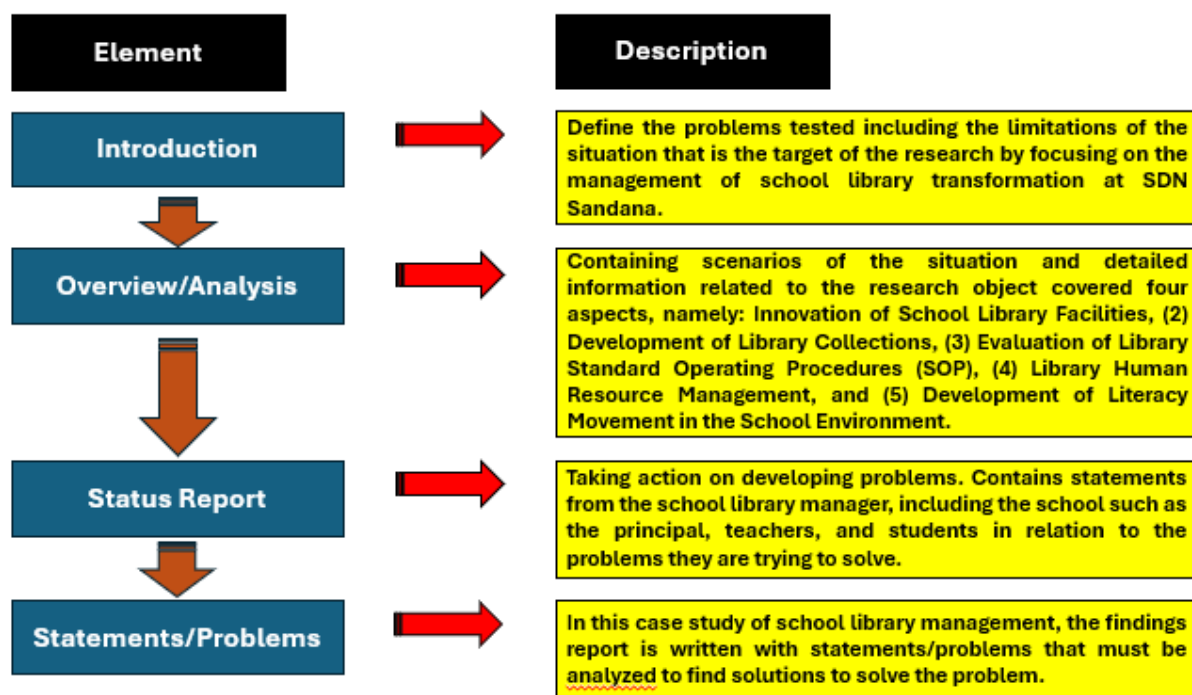 Element
Description
Introduction
Define the problems tested including the limitations of the
situation that is the target of the research by focusing on the
management of school library transformation at SDN
Sandana.
Overview/Analysis
Containing scenarios of the situation and detailed
information related to the research object covered four
aspects, namely: Innovation of School Library Facilities, (2)
Development of Library Collections, (3) Evaluation of Library
Standard Operating Procedures (SOP), (4) Library Human
Resource Management, and (5) Development of Literacy
Movement in the School Environment.
Status Report
Taking action on developing problems. Contains statements
from the school library manager, including the school such as
the principal, teachers, and students in relation to the
problems they are trying to solve.
Statements/Problems
In this case study of school library management, the findings
report is written with statements/problems that must be
analyzed to find solutions to solve the problem.